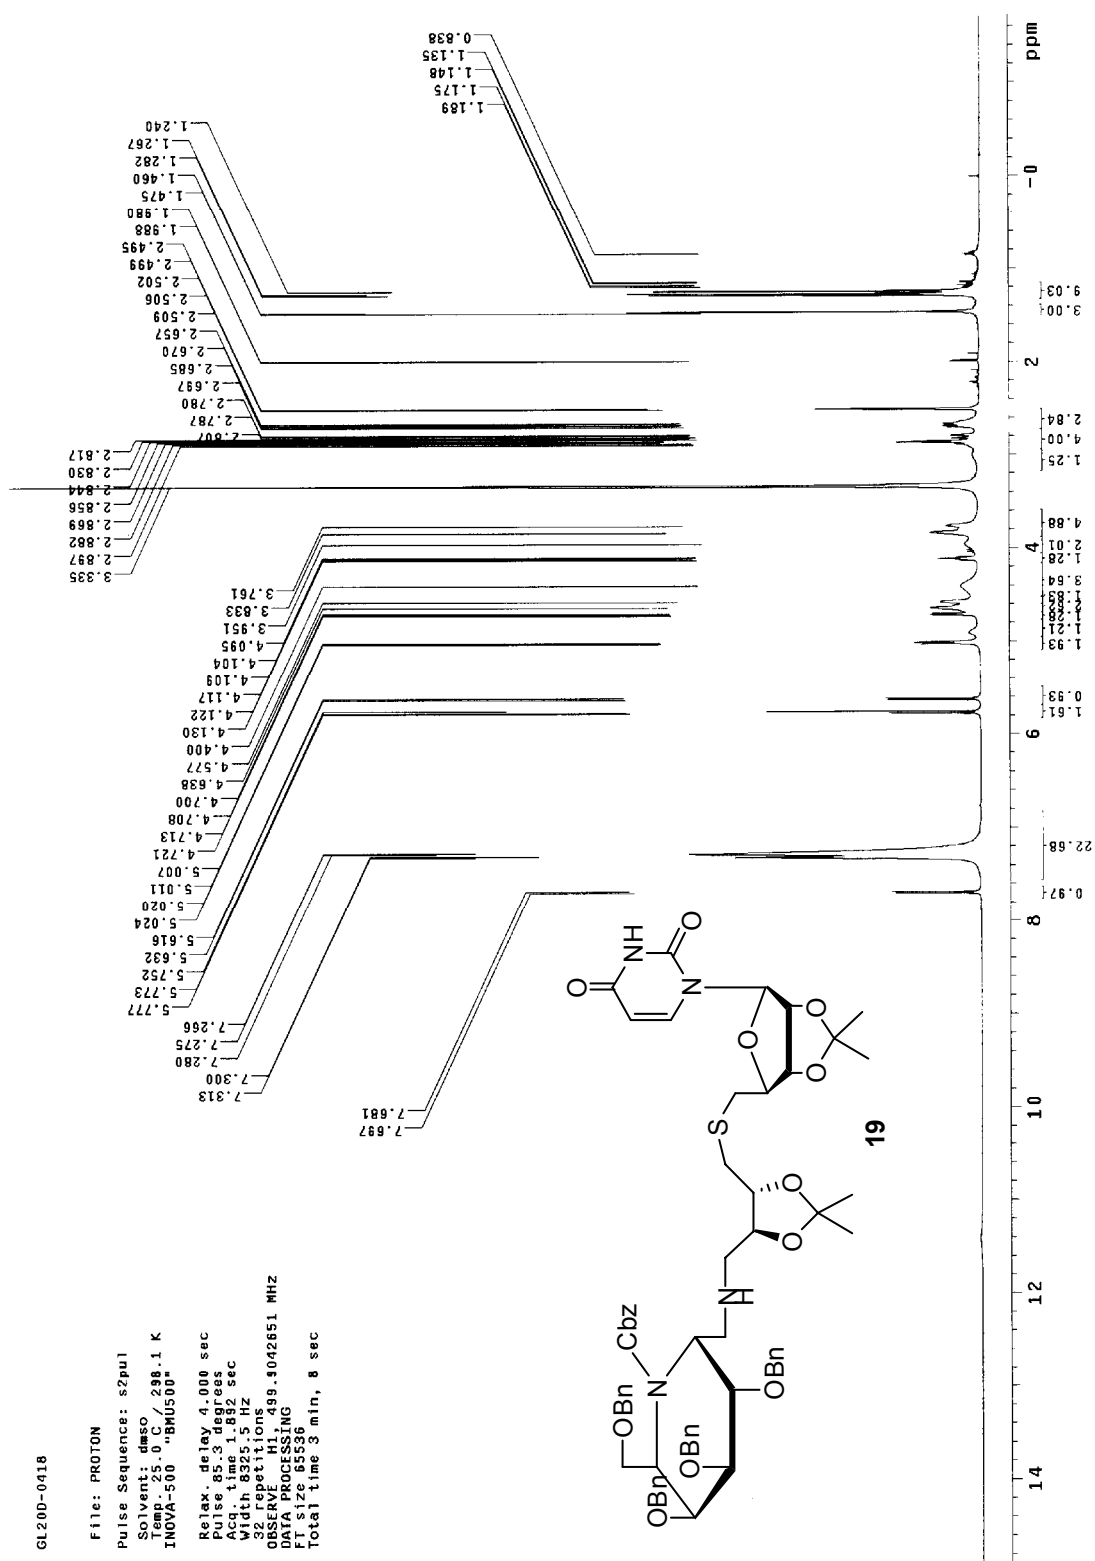 GL20D-0418
File: PROTON
Pulse Sequence: s2pul
Solvent: dmso
Temp. 25.0 C / 298.1 K
INOVA-500 "BMU500"
Relax. delay 4.000 sec
Pulse 85.3 degrees
Acq. time 1.892 sec
Width 8325.5 Hz
32 repetitions
OBSERVE H1, 499.9042651 MHz
DATA PROCESSING
FT size 65536
Total time 3 min, 8 sec
7.697
7.681
7.313
7.300
7.280
7.275
7.266
5.777
5.773
5.752
5.632
5.616
5.024
5.020
5.011
5.007
4.721
4.713
4.708
4.700
4.638
4.577
4.400
4.130
4.122
4.117
4.109
4.104
4.095
3.951
3.833
3.761
3.335
2.897
2.882
2.869
2.856
2.844
2.830
2.817
2.807
2.787
2.780
2.697
2.685
2.670
2.657
2.509
2.506
2.502
2.499
2.495
1.988
1.980
1.475
1.460
1.282
1.267
1.240
1.189
1.175
1.148
1.135
0.838
OBn
OBn
OBn
OBn
N
Cbz
N
H
O
O
S
O
O
O
N
NH
O
O
19
14
12
10
8
6
4
2
-0
ppm
0.97
22.68
1.61
0.93
1.93
1.21
1.26
2.62
1.83
3.64
1.28
2.01
4.88
1.25
4.00
2.84
3.00
9.03